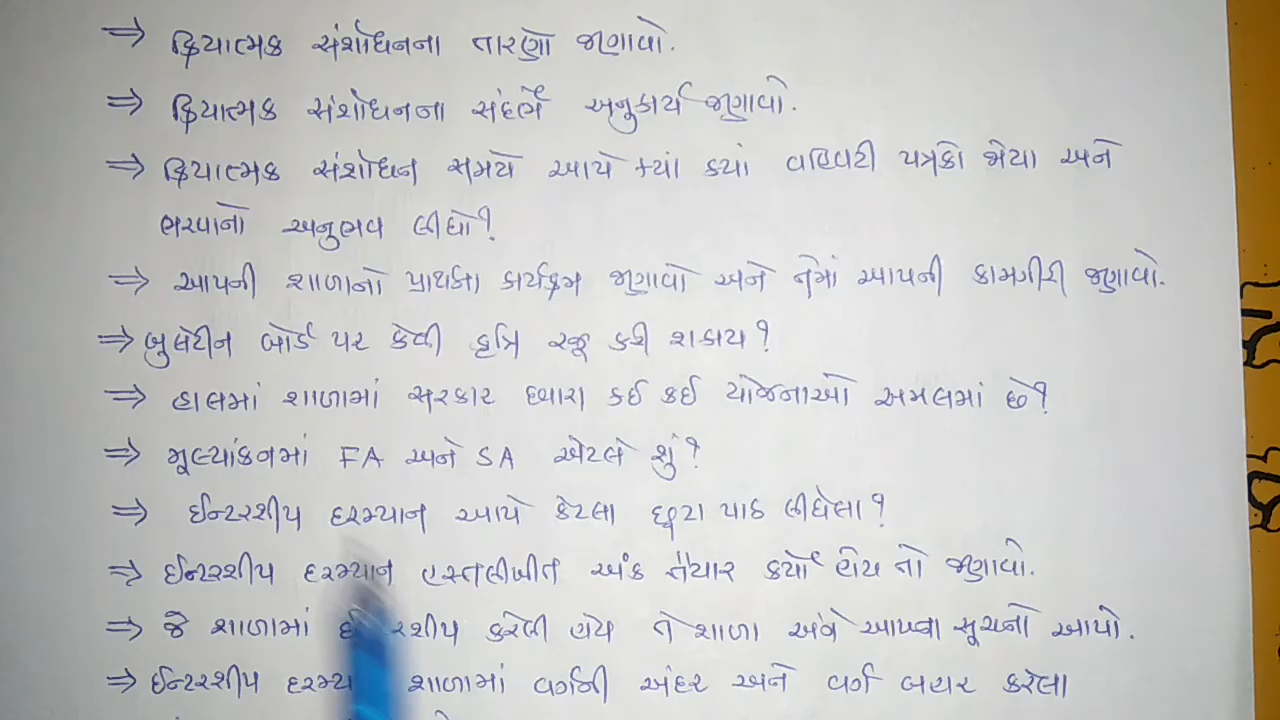 ⇒ ક્રિયાત્મક સંશોધનના તારણો જણાવો.
⇒ ક્રિયાત્મક સંશોધનના સંદર્ભે અનુકાર્ય જણાવો.
⇒ ક્રિયાત્મક સંશોધન સમયે આપે ક્યાં ક્યાં વહિવટી પત્રકો જોયા અને
ભરવાનો અનુભવ લીધો?
⇒ આપની શાળાનો પ્રાર્થના કાર્યક્રમ જણાવો અને તેમાં આપની કામગીરી જણાવો.
⇒ બુલેટીન બોર્ડ પર કેવી કૃતિ રજૂ કરી શકાય?
⇒ હાલમાં શાળામાં સરકાર દ્વારા કઈ કઈ યોજનાઓ અમલમાં છે?
⇒ મૂલ્યાંકનમાં FA અને SA એટલે શું?
⇒ ઈન્ટરશીપ દરમ્યાન આપે કેટલા છૂટા પાઠ લીધેલા?
⇒ ઈન્ટરશીપ દરમ્યાન હસ્તલીખીત અંક તૈયાર કર્યો હોય તો જણાવો.
⇒ જે શાળામાં કરેલી હોય તે શાળા અંગે આપના સૂચનો આપો.
⇒ ઈન્ટરશીપ શાળામાં વર્ગની અંદર અને વર્ગ બહાર કરેલા